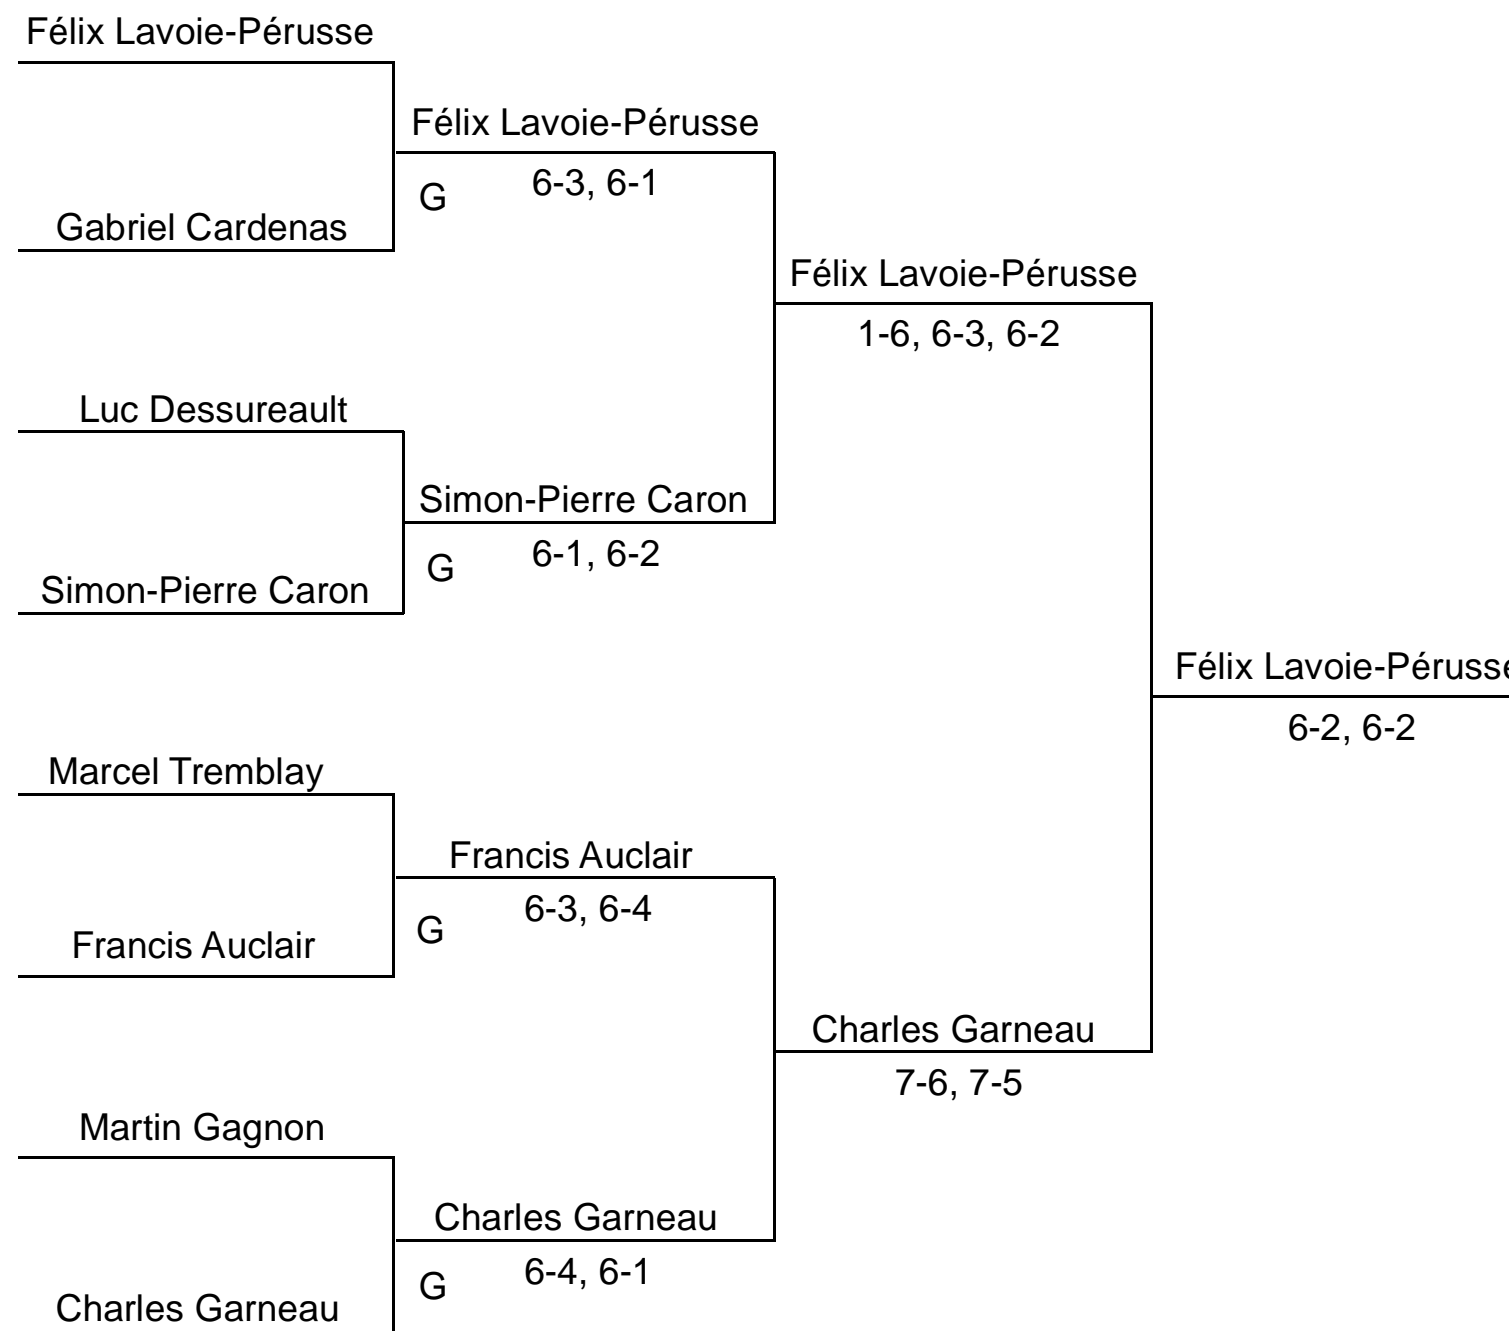 Félix Lavoie-Pérusse
Félix Lavoie-Pérusse
G 6-3, 6-1
Gabriel Cardenas
Félix Lavoie-Pérusse
1-6, 6-3, 6-2
Luc Dessureault
Simon-Pierre Caron
G 6-1, 6-2
Simon-Pierre Caron
Félix Lavoie-Pérusse
6-2, 6-2
Marcel Tremblay
Francis Auclair
G 6-3, 6-4
Francis Auclair
Charles Garneau
7-6, 7-5
Martin Gagnon
Charles Garneau
G 6-4, 6-1
Charles Garneau